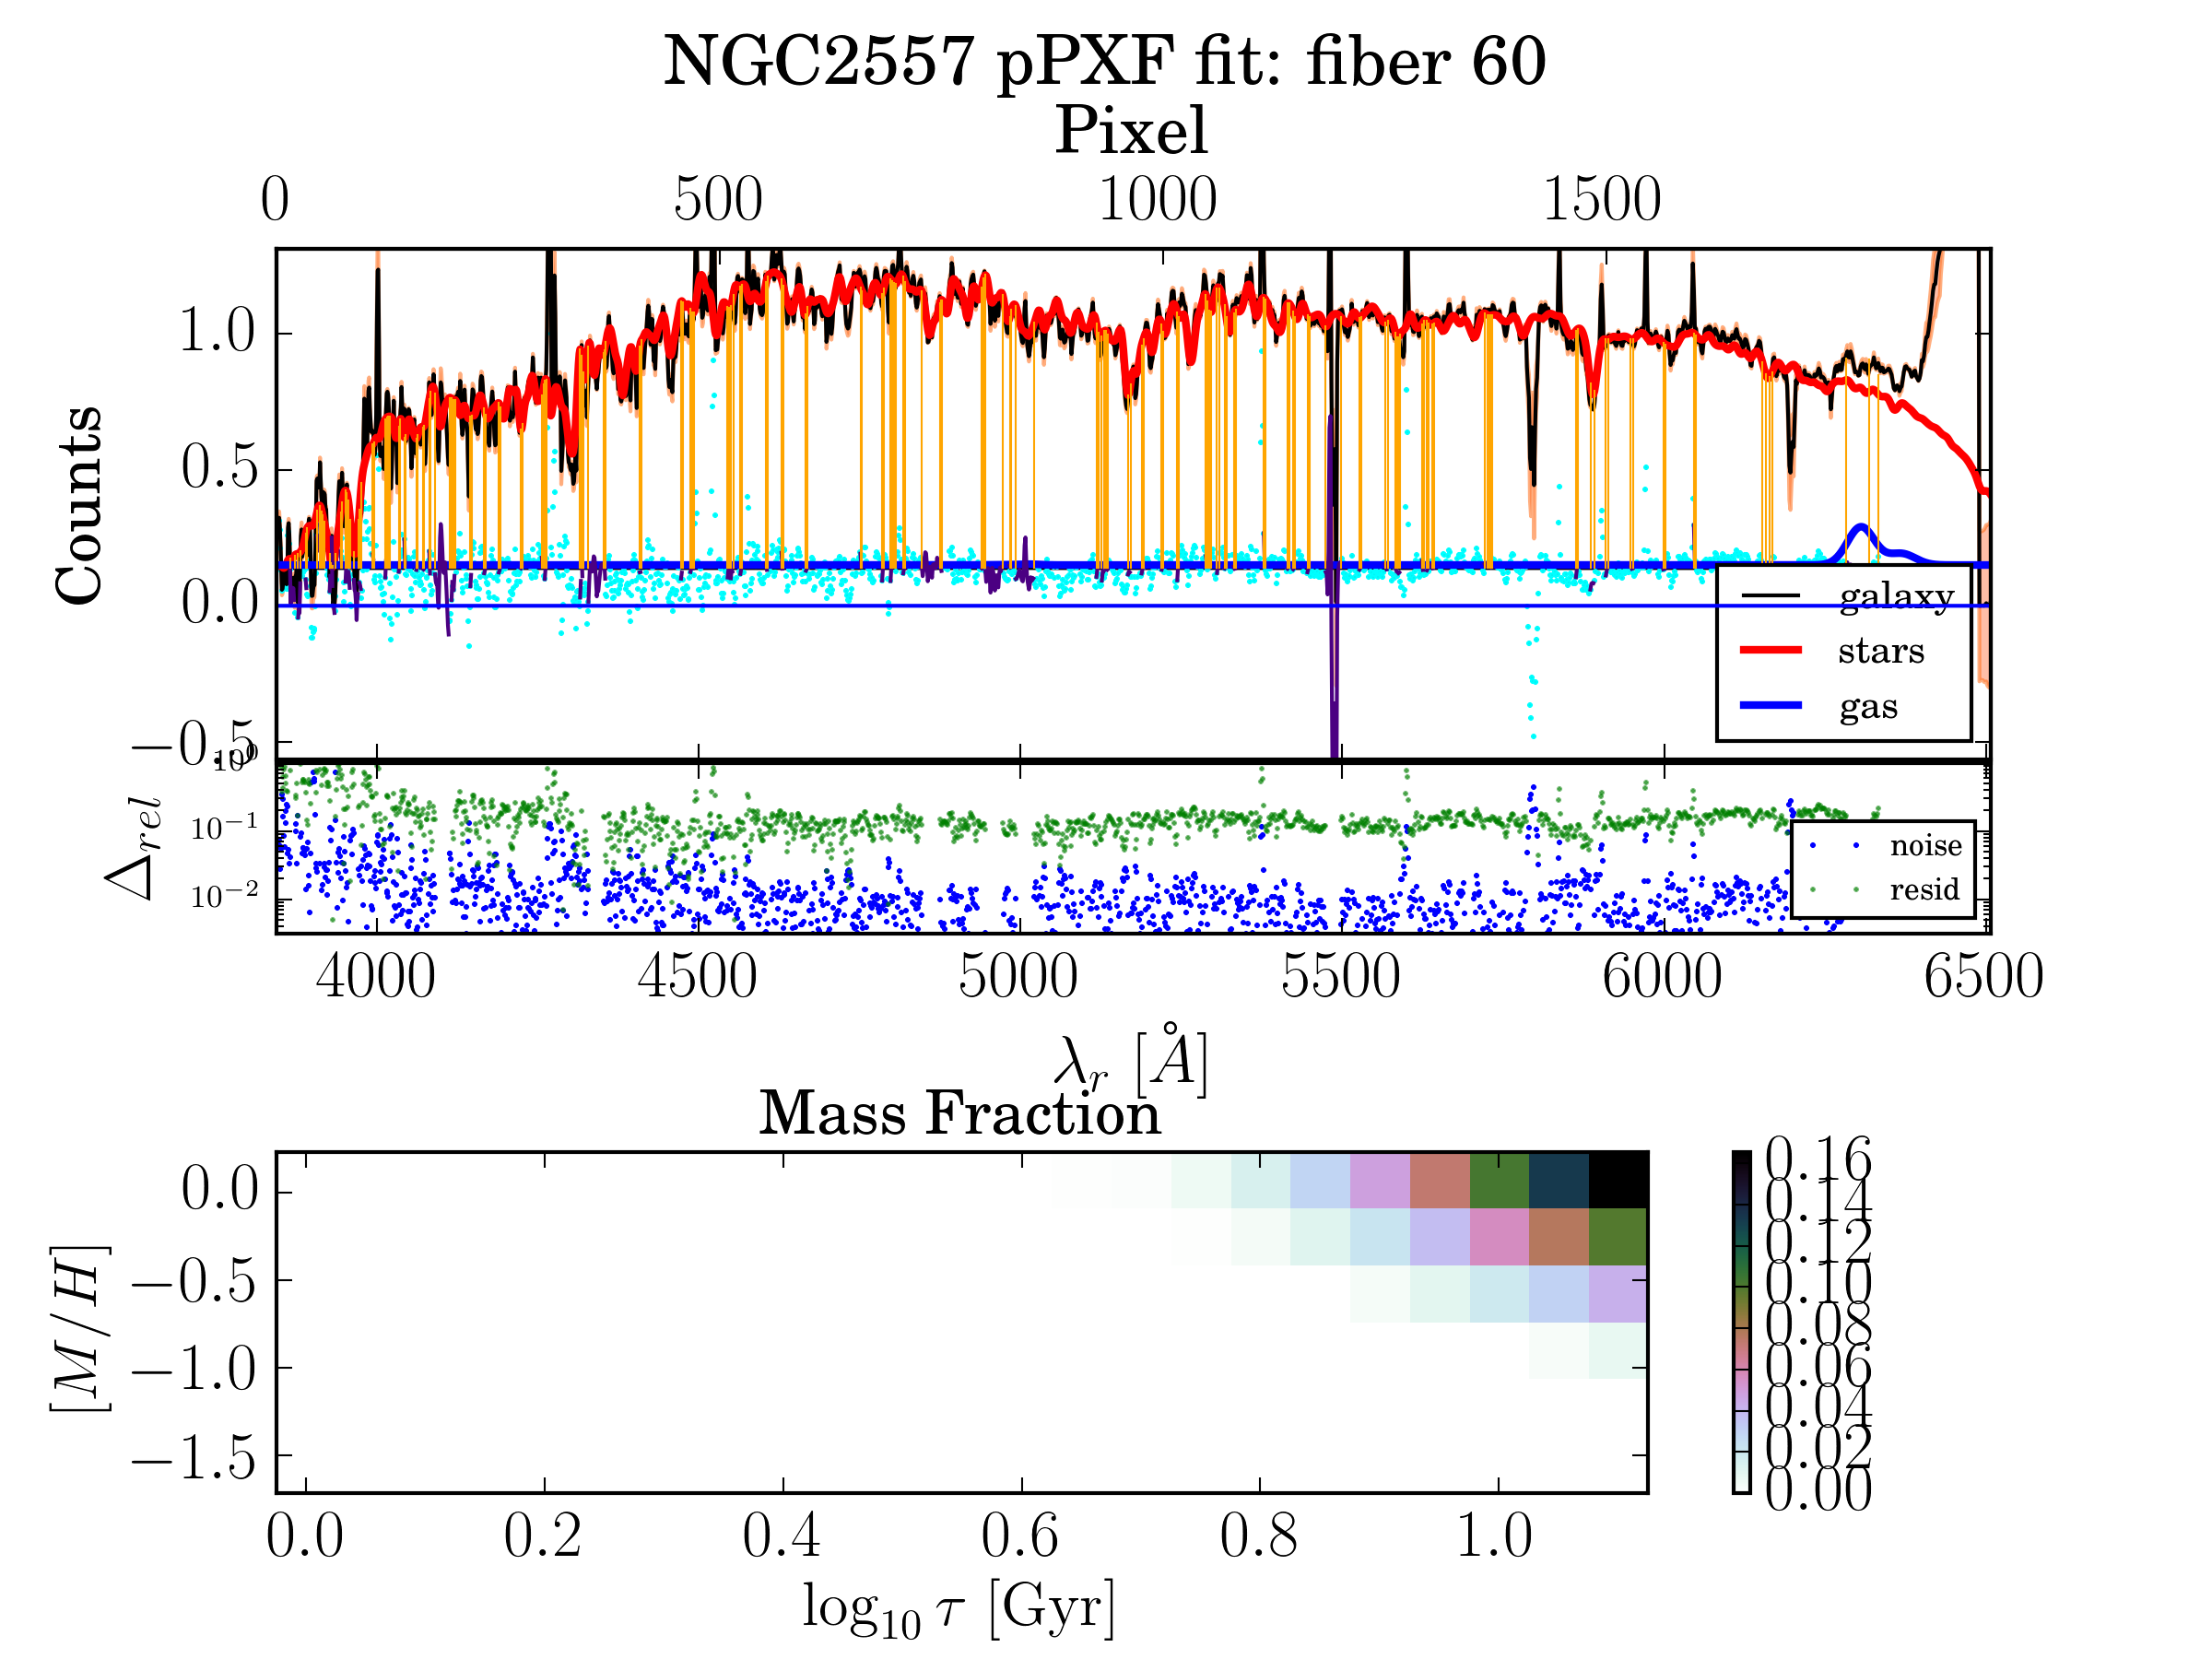 NGC2557 pPXF fit: fiber 60
Pixel
0 500 1000 1500
Counts
1.0
0.5
0.0
−0.5
galaxy
stars
gas
Δrel
10⁰
10⁻¹
10⁻²
noise
resid
4000 4500 5000 5500 6000 6500
λr [Å]
Mass Fraction
[M/H]
0.0
−0.5
−1.0
−1.5
0.0 0.2 0.4 0.6 0.8 1.0
log₁₀ τ [Gyr]
0.16
0.14
0.12
0.10
0.08
0.06
0.04
0.02
0.00